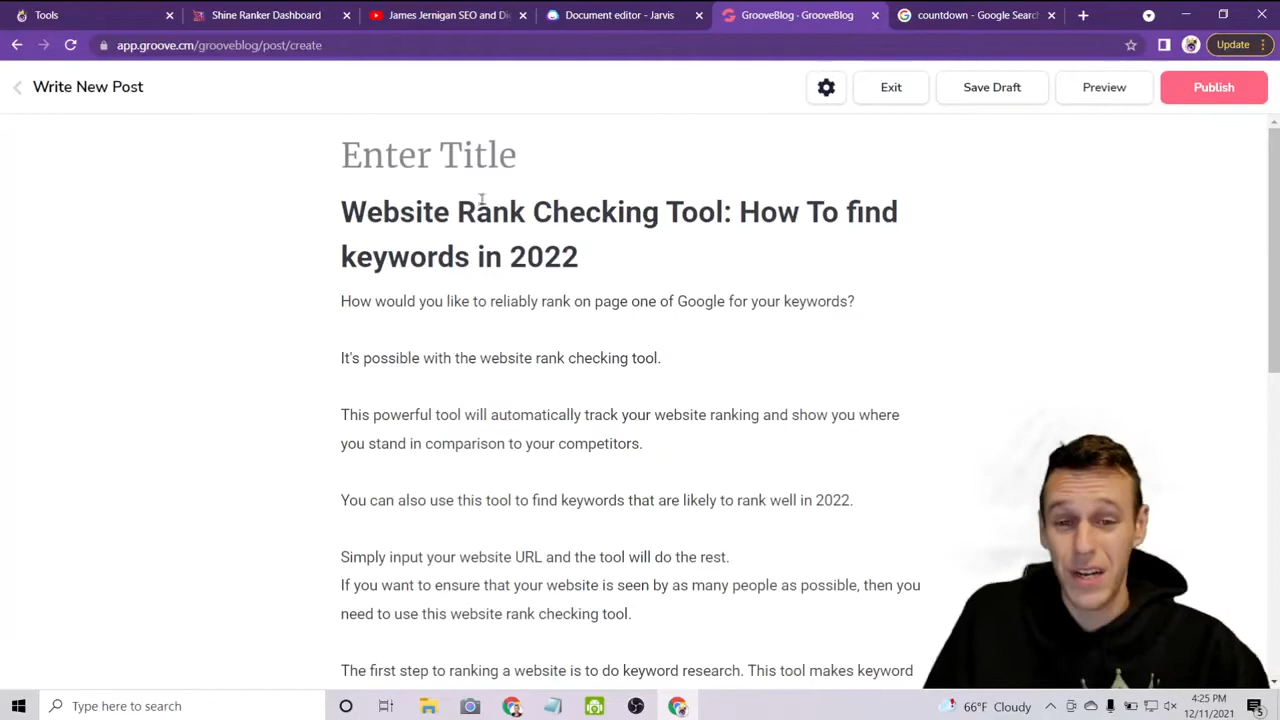 Tools
Shine Ranker Dashboard
James Jernigan SEO and Di
Document editor - Jarvis
GrooveBlog - GrooveBlog
countdown - Google Search
app.groove.cm/grooveblog/post/create
Update
Write New Post
Exit
Save Draft
Preview
Publish
Enter Title
Website Rank Checking Tool: How To find
keywords in 2022
How would you like to reliably rank on page one of Google for your keywords?
It's possible with the website rank checking tool.
This powerful tool will automatically track your website ranking and show you where
you stand in comparison to your competitors.
You can also use this tool to find keywords that are likely to rank well in 2022.
Simply input your website URL and the tool will do the rest.
If you want to ensure that your website is seen by as many people as possible, then you
need to use this website rank checking tool.
The first step to ranking a website is to do keyword research. This tool makes keyword
Type here to search
66°F Cloudy
4:25 PM
12/11/2021
5